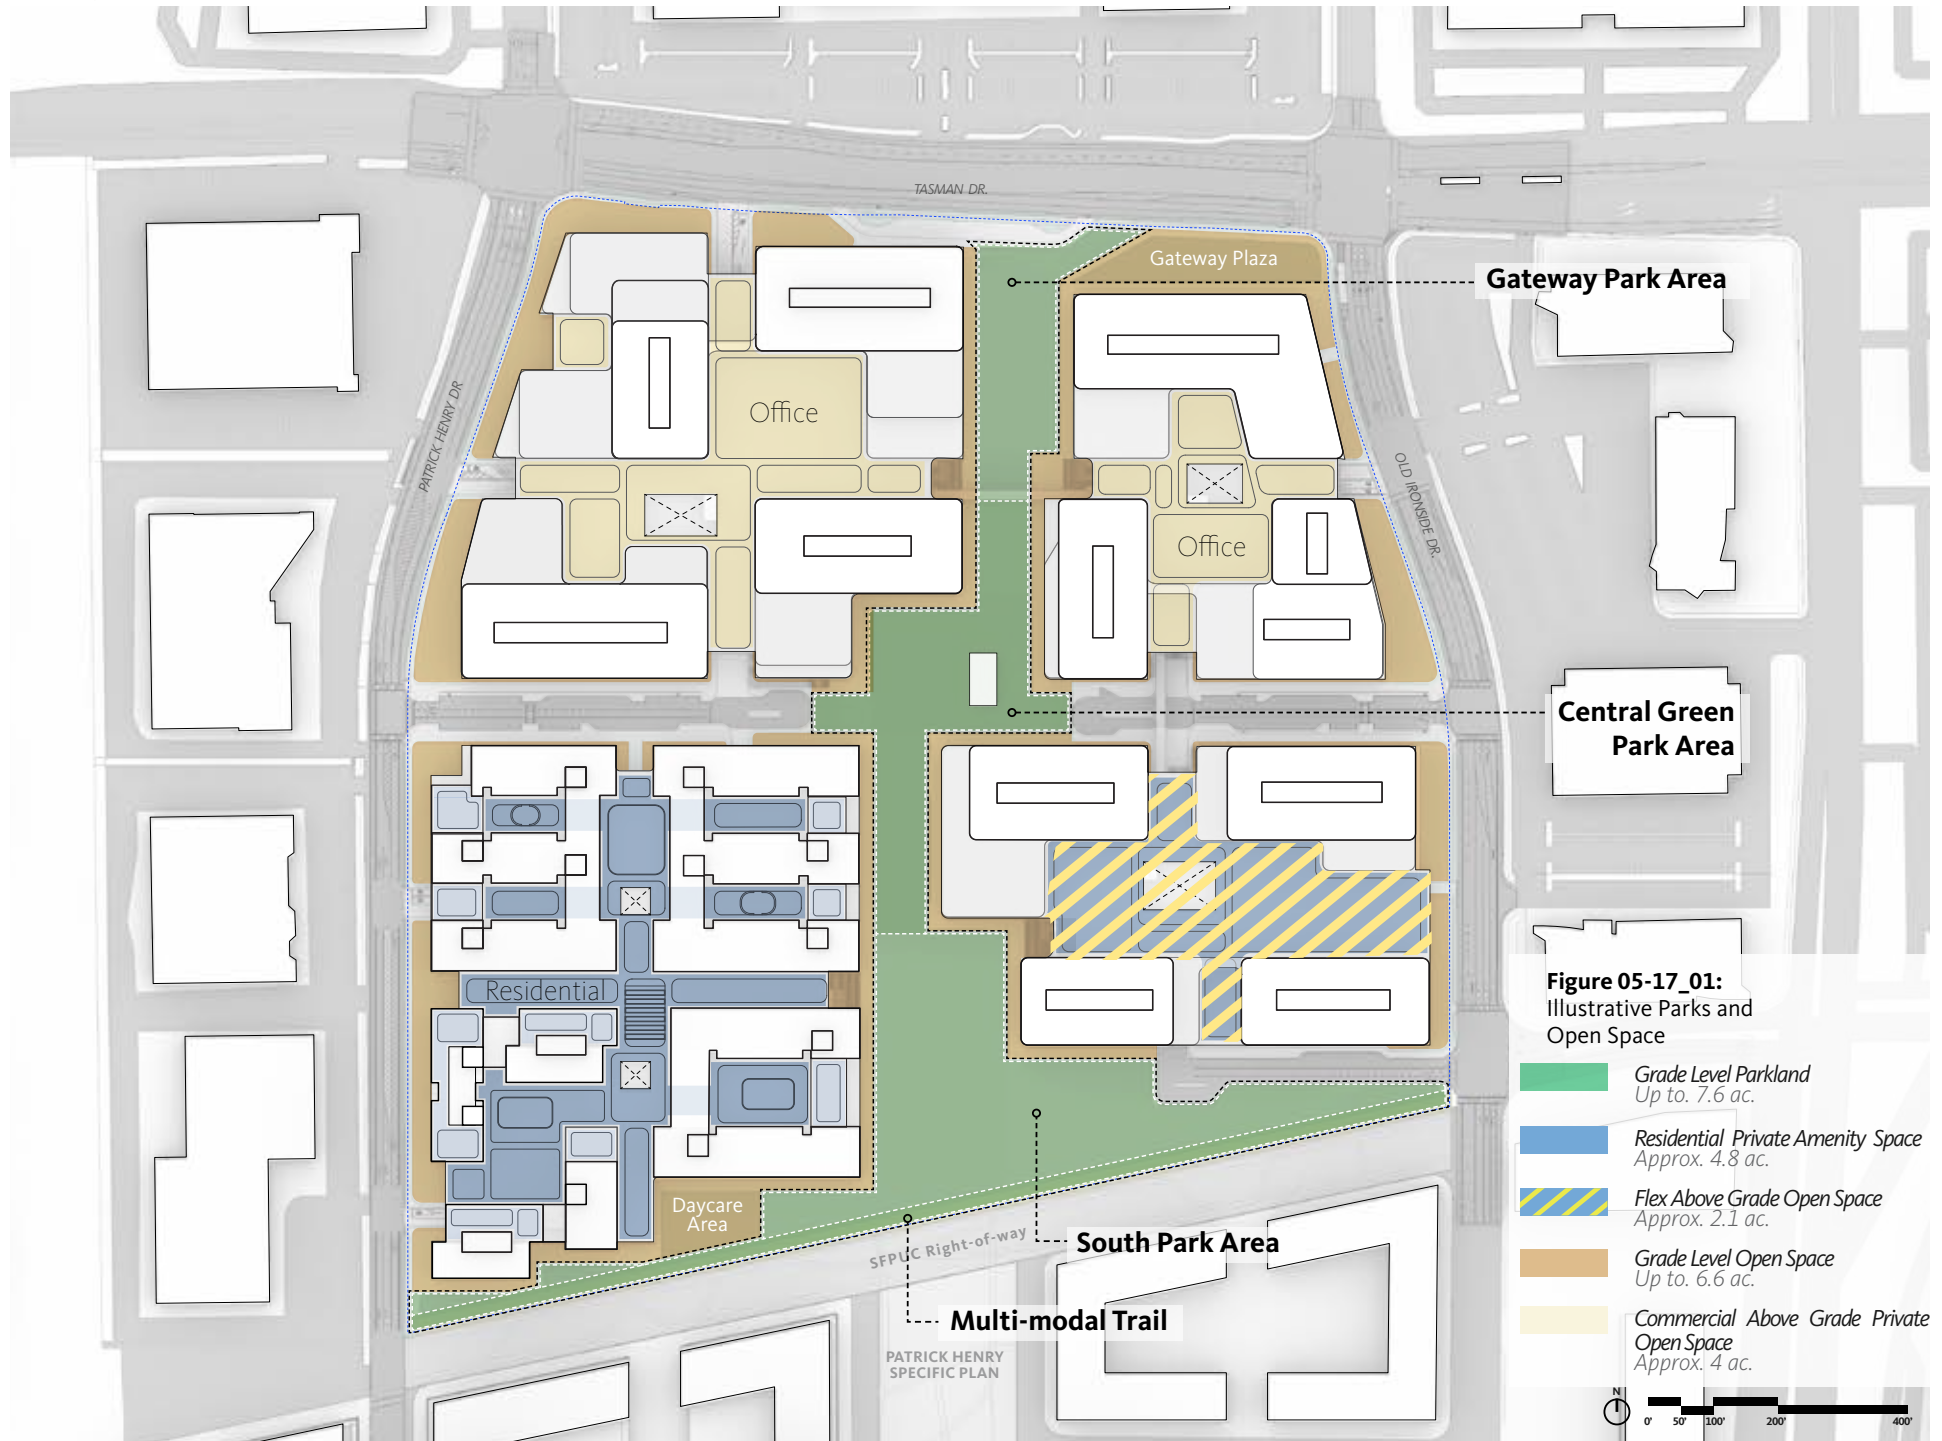 TASMAN DR.
Gateway Plaza
Gateway Park Area
PATRICK HENRY DR
Office
OLD IRONSIDE DR.
Office
Central Green
Park Area
Residential
Daycare
Area
SFPUC Right-of-way
South Park Area
Multi-modal Trail
PATRICK HENRY
SPECIFIC PLAN
Figure 05-17_01:
Illustrative Parks and
Open Space
Grade Level Parkland
Up to. 7.6 ac.
Residential Private Amenity Space
Approx. 4.8 ac.
Flex Above Grade Open Space
Approx. 2.1 ac.
Grade Level Open Space
Up to. 6.6 ac.
Commercial Above Grade Private
Open Space
Approx. 4 ac.
N
0' 50' 100' 200' 400'